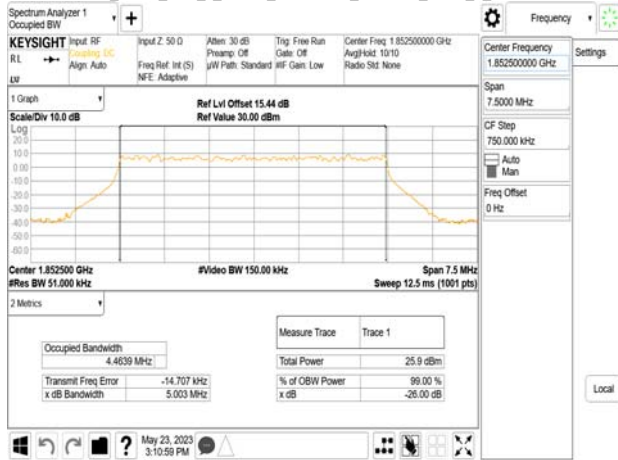 Spectrum Analyzer 1
Occupied BW
Frequency
KEYSIGHT
RL
LVI
Input: RF
Coupling: DC
Align: Auto
Input Z: 50 Ω
Freq Ref: Int (S)
NFE: Adaptive
Atten: 30 dB
Preamp: Off
µW Path: Standard
Trig: Free Run
Gate: Off
#IF Gain: Low
Center Freq: 1.852500000 GHz
Avg|Hold: 10/10
Radio Std: None
Center Frequency
1.852500000 GHz
Settings
Span
7.5000 MHz
CF Step
750.000 kHz
Auto
Man
Freq Offset
0 Hz
Local
1 Graph
Scale/Div 10.0 dB
Ref Lvl Offset 15.44 dB
Ref Value 30.00 dBm
Log
20.0
10.0
0.00
-10.0
-20.0
-30.0
-40.0
-50.0
-60.0
Center 1.852500 GHz
#Video BW 150.00 kHz
Span 7.5 MHz
#Res BW 51.000 kHz
Sweep 12.5 ms (1001 pts)
2 Metrics
Measure Trace
Trace 1
Occupied Bandwidth
4.4639 MHz
Total Power
25.9 dBm
Transmit Freq Error
-14.707 kHz
% of OBW Power
99.00 %
x dB Bandwidth
5.003 MHz
x dB
-26.00 dB
?
May 23, 2023
3:10:59 PM